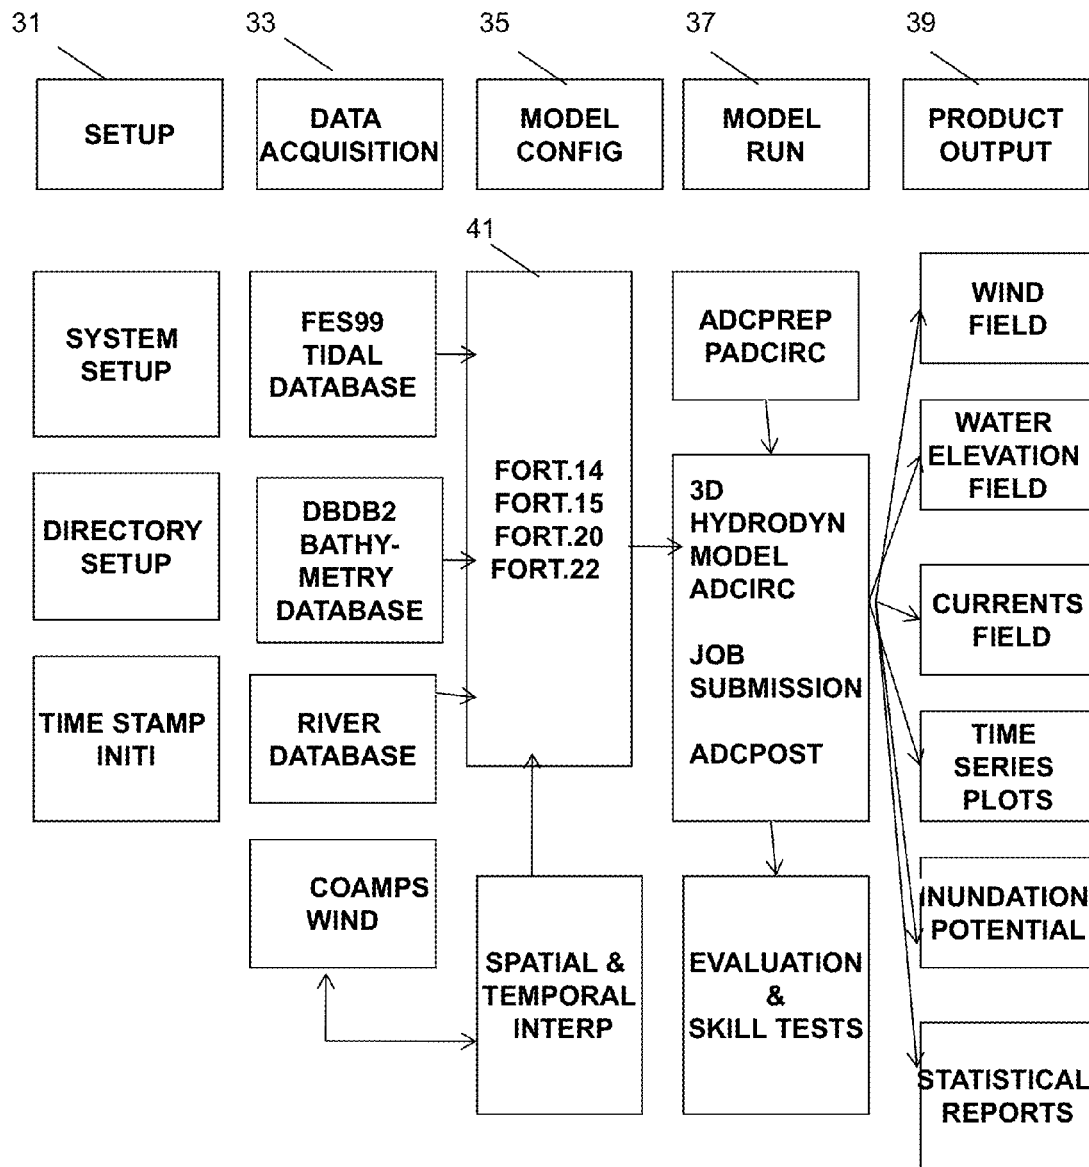 31
33
35
37
39
SETUP
DATA
ACQUISITION
MODEL
CONFIG
MODEL
RUN
PRODUCT
OUTPUT
41
SYSTEM
SETUP
DIRECTORY
SETUP
TIME STAMP
INITI
FES99
TIDAL
DATABASE
DBDB2
BATHY-
METRY
DATABASE
RIVER
DATABASE
COAMPS
WIND
FORT.14
FORT.15
FORT.20
FORT.22
SPATIAL &
TEMPORAL
INTERP
ADCPREP
PADCIRC
3D
HYDRODYN
MODEL
ADCIRC
JOB
SUBMISSION
ADCPOST
EVALUATION
&
SKILL TESTS
WIND
FIELD
WATER
ELEVATION
FIELD
CURRENTS
FIELD
TIME
SERIES
PLOTS
INUNDATION
POTENTIAL
STATISTICAL
REPORTS